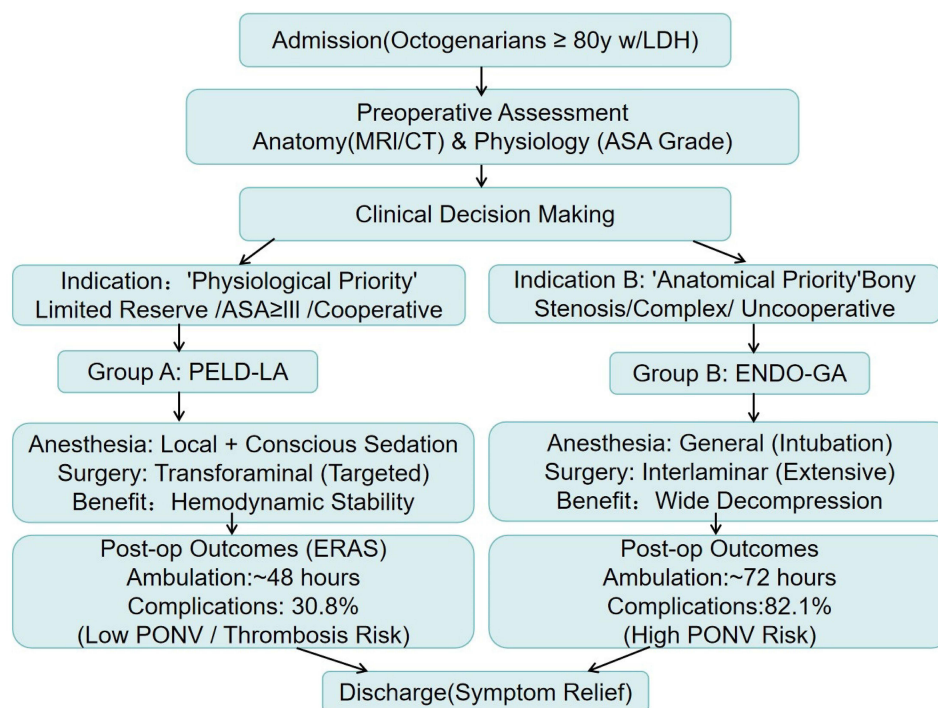 Admission(Octogenarians ≥ 80y w/LDH)
Preoperative Assessment
Anatomy(MRI/CT) & Physiology (ASA Grade)
Clinical Decision Making
Indication：'Physiological Priority'
Limited Reserve /ASA≥III /Cooperative
Indication B: 'Anatomical Priority'Bony
Stenosis/Complex/ Uncooperative
Group A: PELD-LA
Group B: ENDO-GA
Anesthesia: Local + Conscious Sedation
Surgery: Transforaminal (Targeted)
Benefit：Hemodynamic Stability
Anesthesia: General (Intubation)
Surgery: Interlaminar (Extensive)
Benefit：Wide Decompression
Post-op Outcomes (ERAS)
Ambulation:~48 hours
Complications: 30.8%
(Low PONV / Thrombosis Risk)
Post-op Outcomes
Ambulation:~72 hours
Complications:82.1%
(High PONV Risk)
Discharge(Symptom Relief)